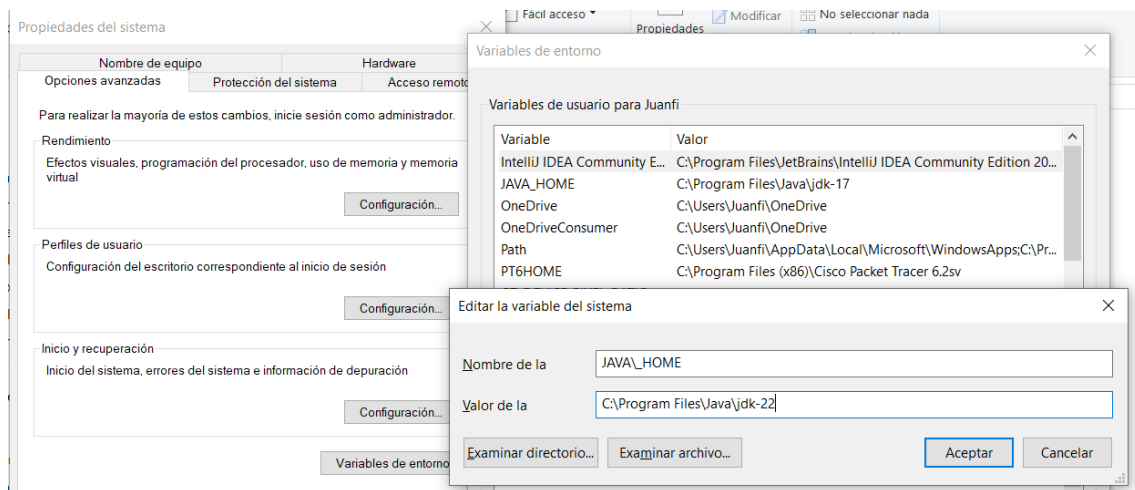 Fácil acceso
Modificar
No seleccionar nada
Propiedades
Propiedades del sistema
Nombre de equipo
Hardware
Opciones avanzadas
Protección del sistema
Acceso remoto
Para realizar la mayoría de estos cambios, inicie sesión como administrador.
Rendimiento
Efectos visuales, programación del procesador, uso de memoria y memoria
virtual
Configuración...
Perfiles de usuario
Configuración del escritorio correspondiente al inicio de sesión
Configuración...
Inicio y recuperación
Inicio del sistema, errores del sistema e información de depuración
Configuración...
Variables de entorno
Variables de entorno
Variables de usuario para Juanfi
Variable Valor
IntelliJ IDEA Community E... C:\Program Files\JetBrains\IntelliJ IDEA Community Edition 20...
JAVA_HOME C:\Program Files\Java\jdk-17
OneDrive C:\Users\Juanfi\OneDrive
OneDriveConsumer C:\Users\Juanfi\OneDrive
Path C:\Users\Juanfi\AppData\Local\Microsoft\WindowsApps;C:\Pr...
PT6HOME C:\Program Files (x86)\Cisco Packet Tracer 6.2sv
Editar la variable del sistema
Nombre de la JAVA\_HOME
Valor de la C:\Program Files\Java\jdk-22
Examinar directorio...
Examinar archivo...
Aceptar
Cancelar